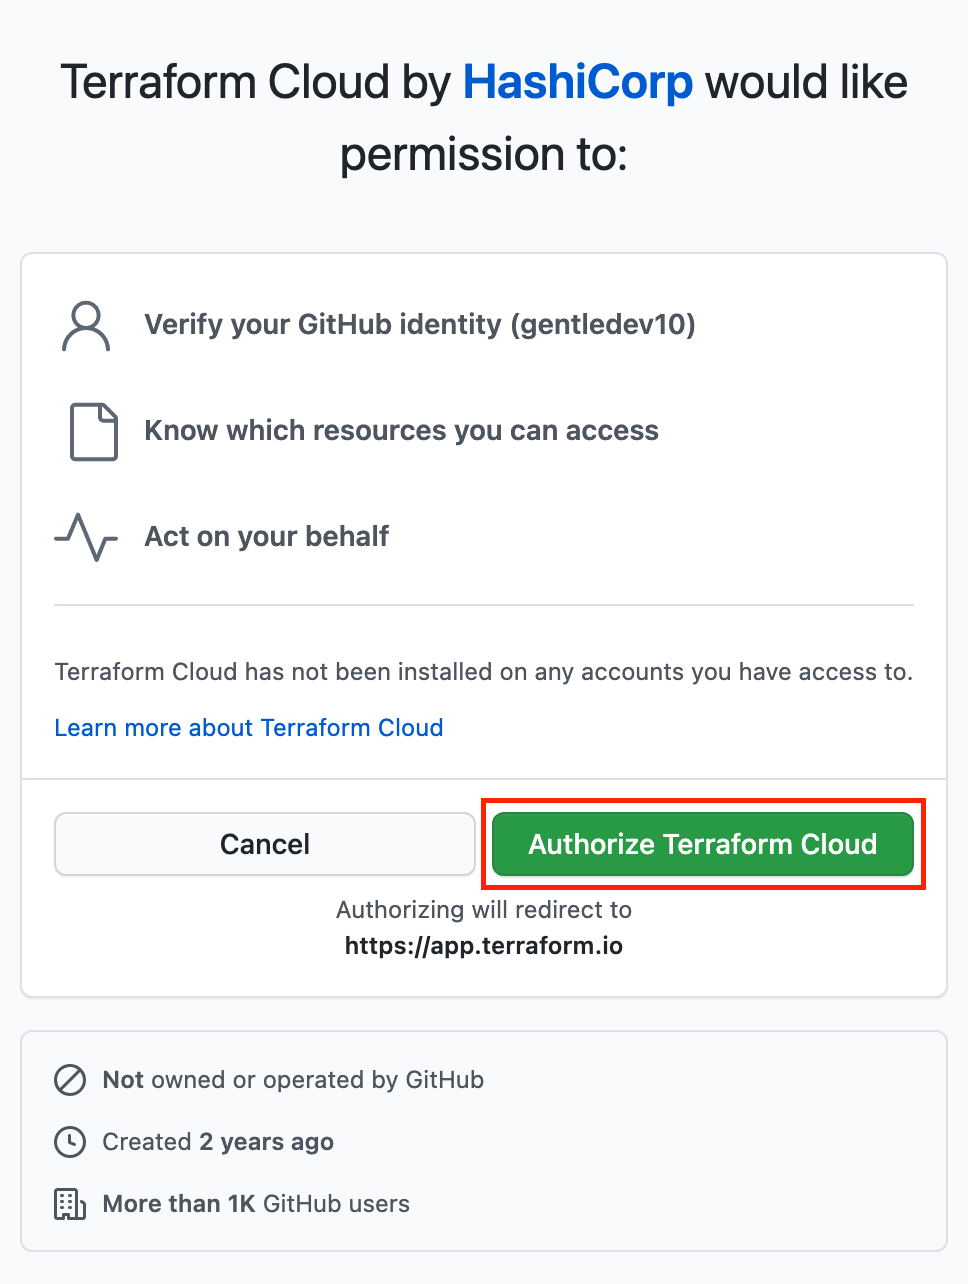 Terraform Cloud by HashiCorp would like
permission to:
Verify your GitHub identity (gentledev10)
Know which resources you can access
Act on your behalf
Terraform Cloud has not been installed on any accounts you have access to.
Learn more about Terraform Cloud
Cancel
Authorize Terraform Cloud
Authorizing will redirect to
https://app.terraform.io
Not owned or operated by GitHub
Created 2 years ago
More than 1K GitHub users